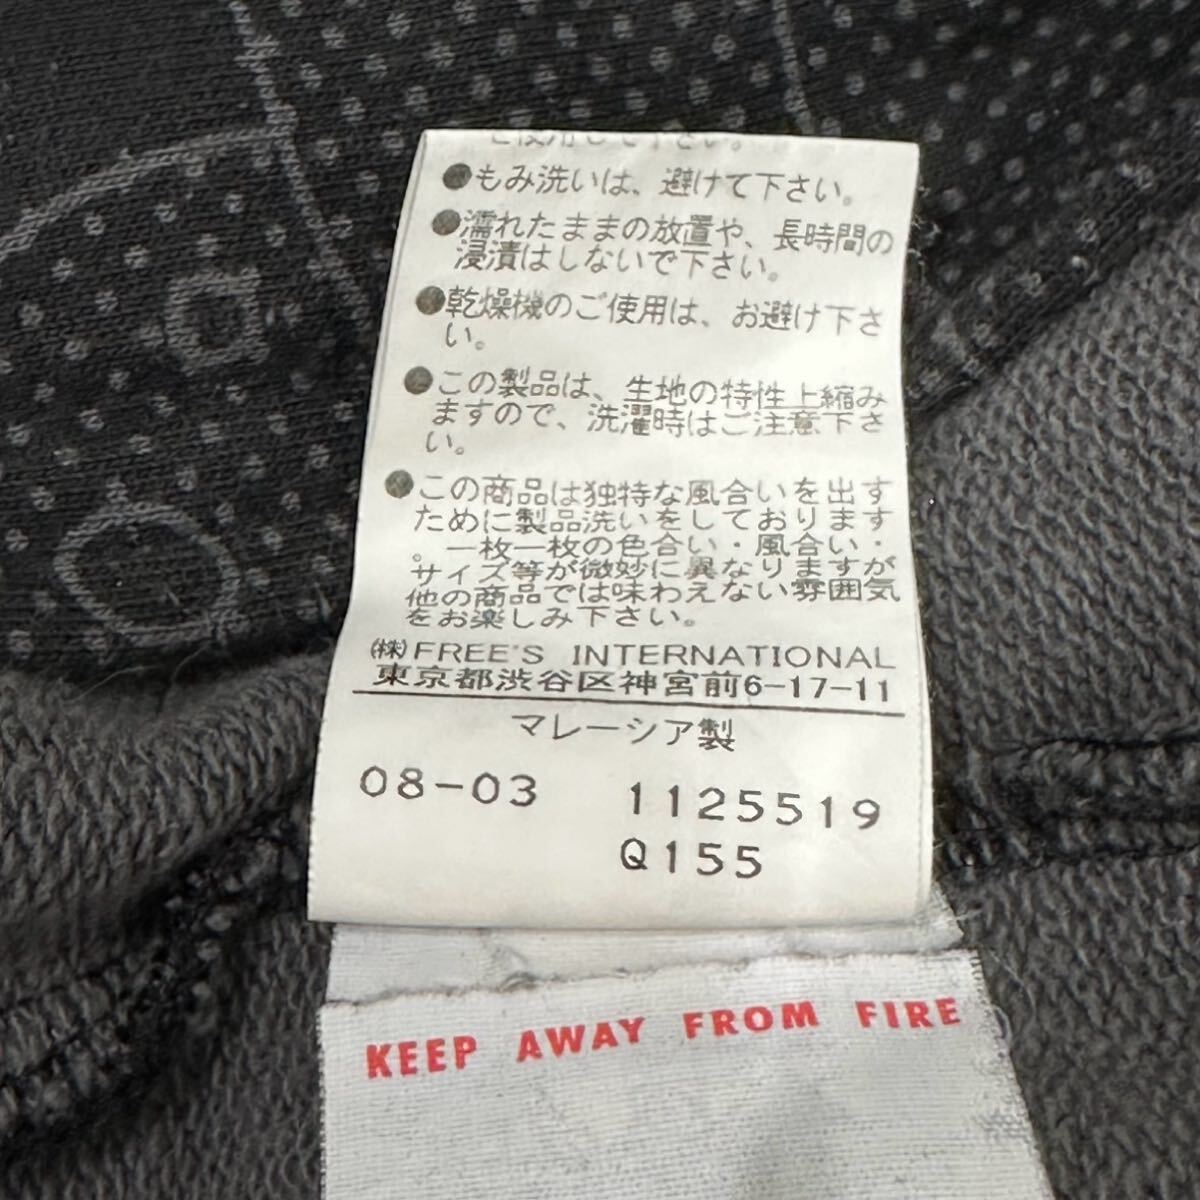 ご使用して下さい。
●もみ洗いは、避けて下さい。
●濡れたままの放置や、長時間の
浸漬はしないで下さい。
●乾燥機のご使用は、お避け下さ
い。
●この製品は、生地の特性上縮み
ますので、洗濯時はご注意下さ
い。
●この商品は独特な風合いを出す
ために製品洗いをしております
。一枚一枚の色合い・風合い・
サイズ等が微妙に異なりますが
他の商品では味わえない雰囲気
をお楽しみ下さい。
㈱FREE'S INTERNATIONAL
東京都渋谷区神宮前6-17-11
マレーシア製
08-03 1125519
Q155
KEEP AWAY FROM FIRE